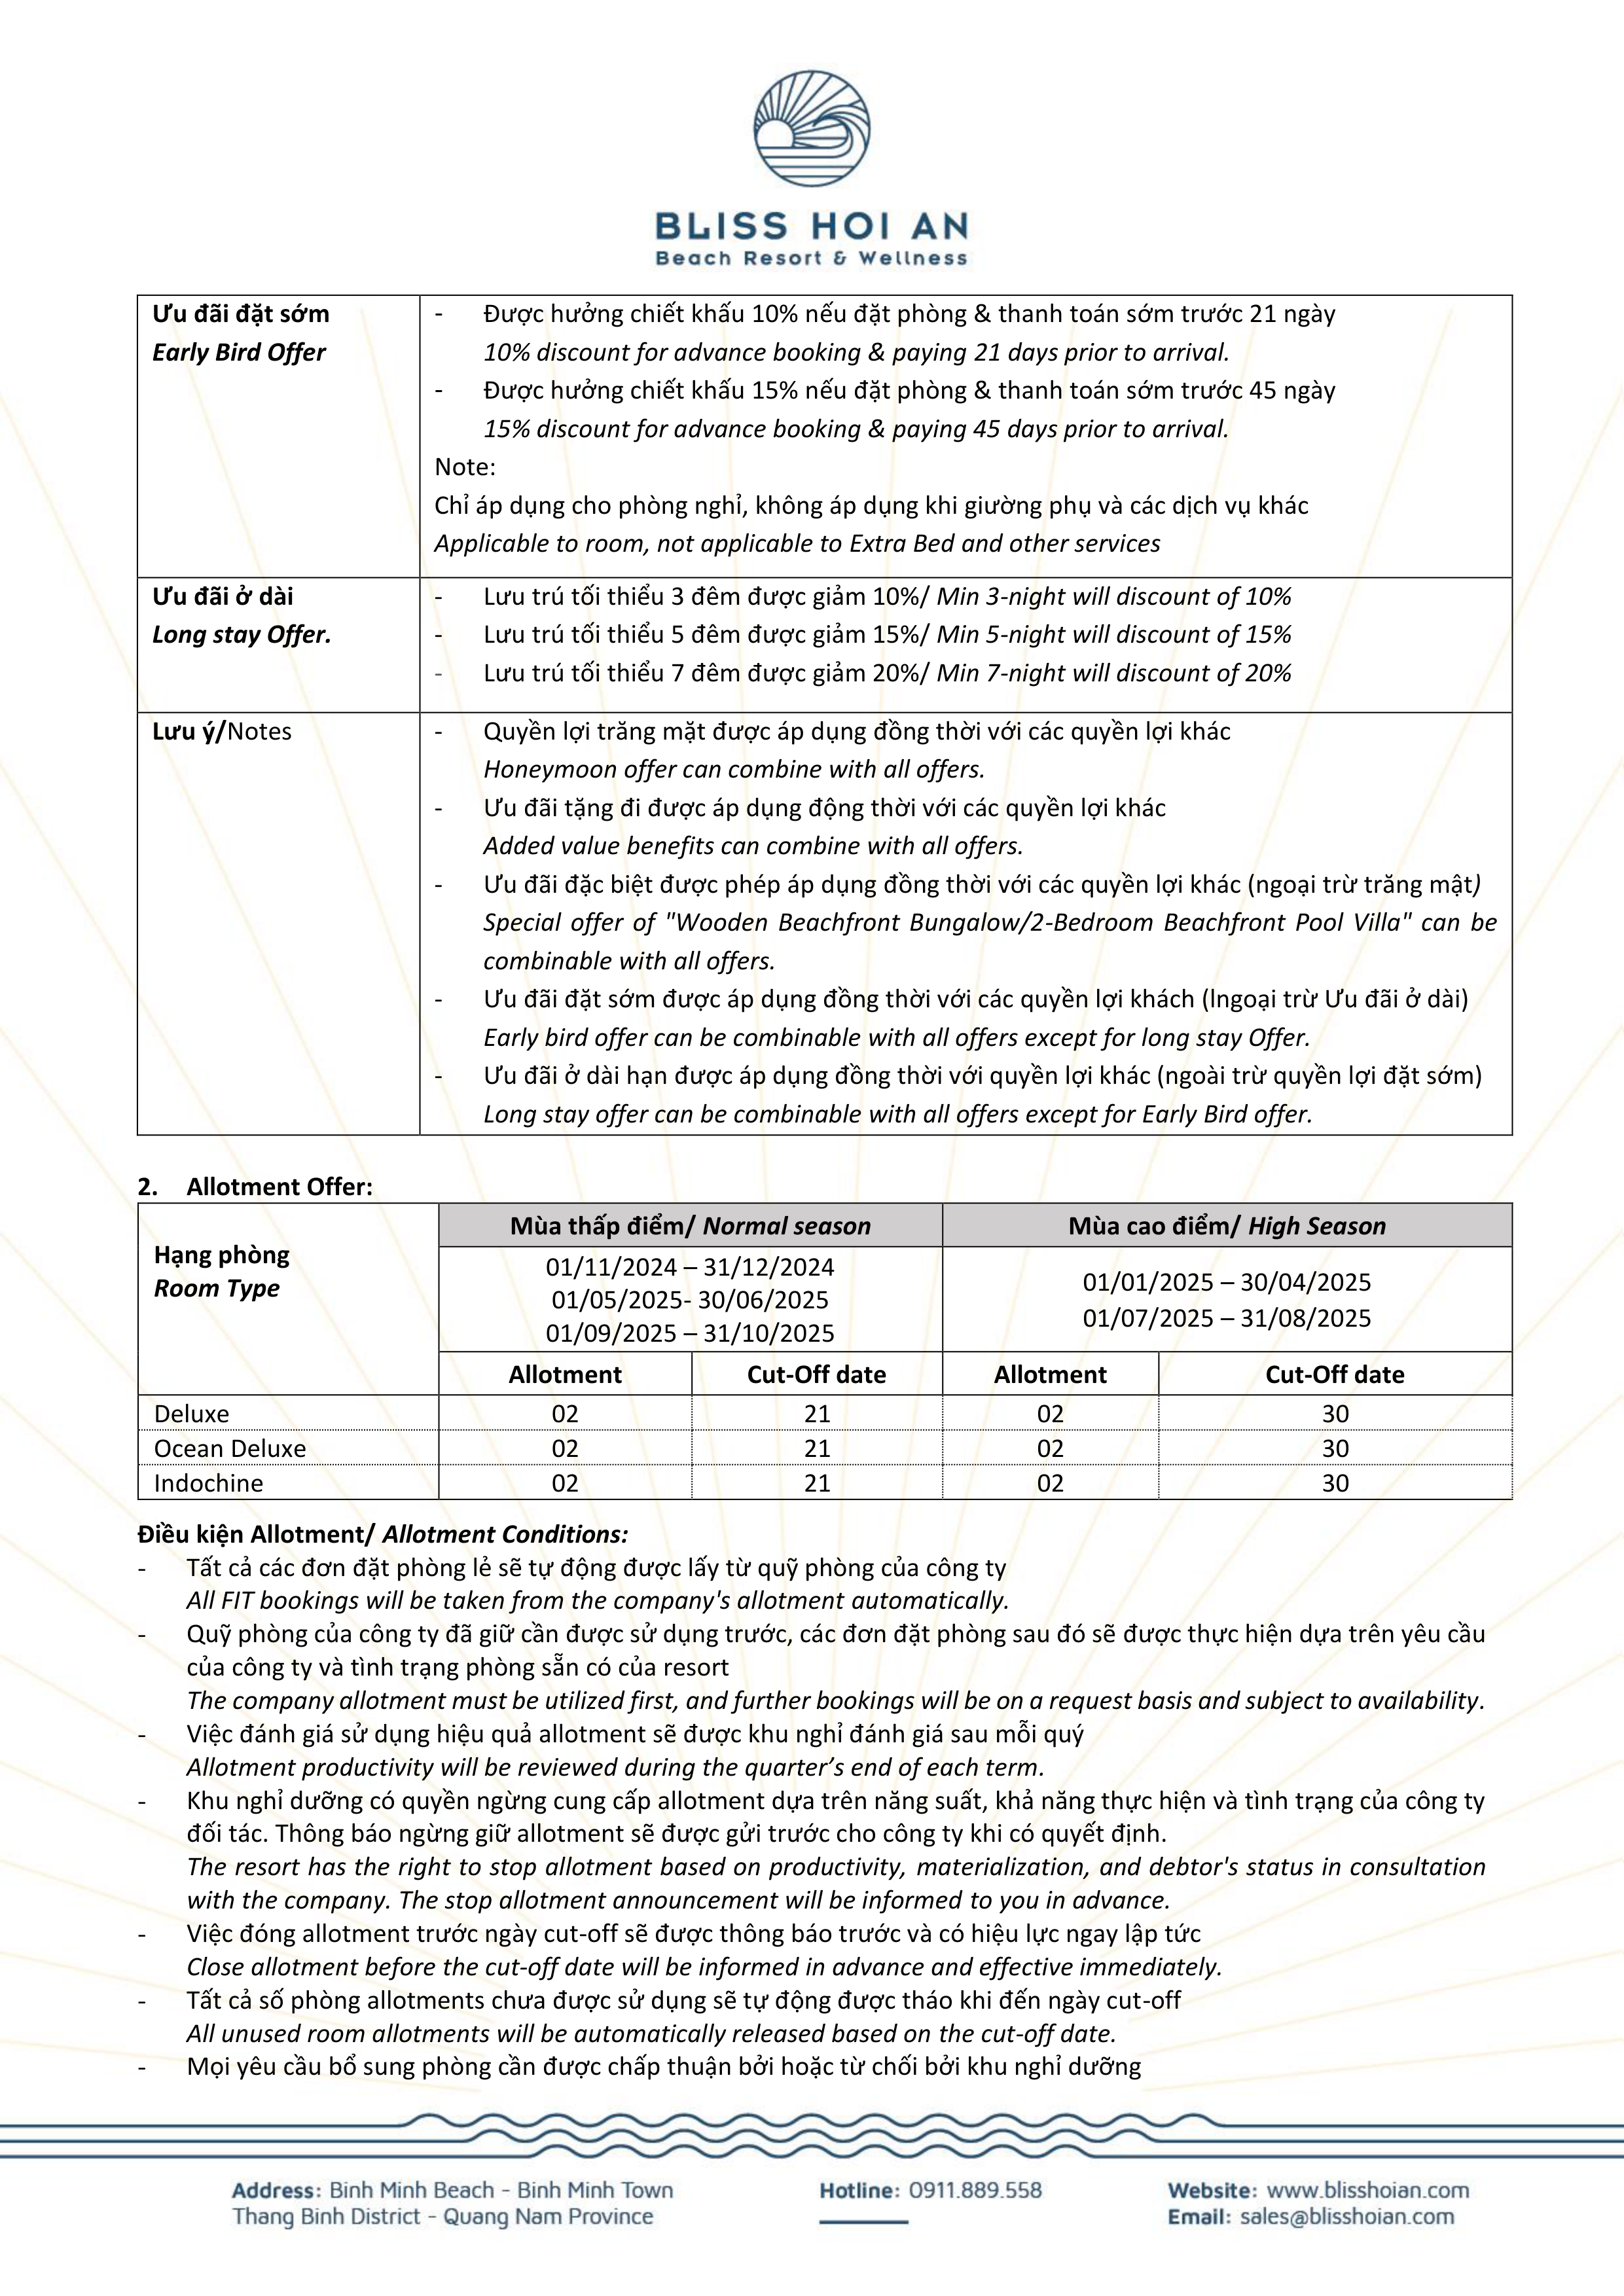 BLISS HOI AN
Beach Resort & Wellness
Ưu đãi đặt sớm
Early Bird Offer
- Được hưởng chiết khấu 10% nếu đặt phòng & thanh toán sớm trước 21 ngày
10% discount for advance booking & paying 21 days prior to arrival.
- Được hưởng chiết khấu 15% nếu đặt phòng & thanh toán sớm trước 45 ngày
15% discount for advance booking & paying 45 days prior to arrival.
Note:
Chỉ áp dụng cho phòng nghỉ, không áp dụng khi giường phụ và các dịch vụ khác
Applicable to room, not applicable to Extra Bed and other services
Ưu đãi ở dài
Long stay Offer.
- Lưu trú tối thiểu 3 đêm được giảm 10%/ Min 3-night will discount of 10%
- Lưu trú tối thiểu 5 đêm được giảm 15%/ Min 5-night will discount of 15%
- Lưu trú tối thiểu 7 đêm được giảm 20%/ Min 7-night will discount of 20%
Lưu ý/Notes
- Quyền lợi trăng mặt được áp dụng đồng thời với các quyền lợi khác
Honeymoon offer can combine with all offers.
- Ưu đãi tặng đi được áp dụng động thời với các quyền lợi khác
Added value benefits can combine with all offers.
- Ưu đãi đặc biệt được phép áp dụng đồng thời với các quyền lợi khác (ngoại trừ trăng mật)
Special offer of "Wooden Beachfront Bungalow/2-Bedroom Beachfront Pool Villa" can be
combinable with all offers.
- Ưu đãi đặt sớm được áp dụng đồng thời với các quyền lợi khách (lngoại trừ Ưu đãi ở dài)
Early bird offer can be combinable with all offers except for long stay Offer.
- Ưu đãi ở dài hạn được áp dụng đồng thời với quyền lợi khác (ngoài trừ quyền lợi đặt sớm)
Long stay offer can be combinable with all offers except for Early Bird offer.
2. Allotment Offer:
Hạng phòng
Room Type
Mùa thấp điểm/ Normal season
Mùa cao điểm/ High Season
01/11/2024 – 31/12/2024
01/05/2025- 30/06/2025
01/09/2025 – 31/10/2025
01/01/2025 – 30/04/2025
01/07/2025 – 31/08/2025
Allotment Cut-Off date Allotment Cut-Off date
Deluxe 02 21 02 30
Ocean Deluxe 02 21 02 30
Indochine 02 21 02 30
Điều kiện Allotment/ Allotment Conditions:
- Tất cả các đơn đặt phòng lẻ sẽ tự động được lấy từ quỹ phòng của công ty
All FIT bookings will be taken from the company's allotment automatically.
- Quỹ phòng của công ty đã giữ cần được sử dụng trước, các đơn đặt phòng sau đó sẽ được thực hiện dựa trên yêu cầu
của công ty và tình trạng phòng sẵn có của resort
The company allotment must be utilized first, and further bookings will be on a request basis and subject to availability.
- Việc đánh giá sử dụng hiệu quả allotment sẽ được khu nghỉ đánh giá sau mỗi quý
Allotment productivity will be reviewed during the quarter’s end of each term.
- Khu nghỉ dưỡng có quyền ngừng cung cấp allotment dựa trên năng suất, khả năng thực hiện và tình trạng của công ty
đối tác. Thông báo ngừng giữ allotment sẽ được gửi trước cho công ty khi có quyết định.
The resort has the right to stop allotment based on productivity, materialization, and debtor's status in consultation
with the company. The stop allotment announcement will be informed to you in advance.
- Việc đóng allotment trước ngày cut-off sẽ được thông báo trước và có hiệu lực ngay lập tức
Close allotment before the cut-off date will be informed in advance and effective immediately.
- Tất cả số phòng allotments chưa được sử dụng sẽ tự động được tháo khi đến ngày cut-off
All unused room allotments will be automatically released based on the cut-off date.
- Mọi yêu cầu bổ sung phòng cần được chấp thuận bởi hoặc từ chối bởi khu nghỉ dưỡng
Address: Binh Minh Beach - Binh Minh Town
Thang Binh District - Quang Nam Province
Hotline: 0911.889.558
Website: www.blisshoian.com
Email: sales@blisshoian.com